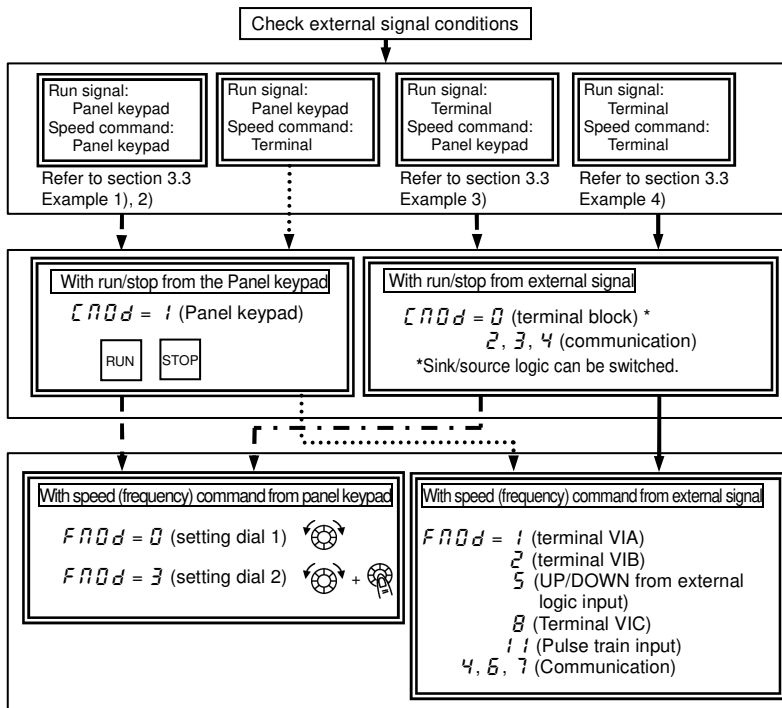 Check external signal conditions
Run signal:
Panel keypad
Speed command:
Panel keypad
Run signal:
Panel keypad
Speed command:
Terminal
Run signal:
Terminal
Speed command:
Panel keypad
Run signal:
Terminal
Speed command:
Terminal
Refer to section 3.3
Example 1), 2)
Refer to section 3.3
Example 3)
Refer to section 3.3
Example 4)
With run/stop from the Panel keypad
CMOd = 1 (Panel keypad)
RUN
STOP
With run/stop from external signal
CMOd = 0 (terminal block) *
2, 3, 4 (communication)
*Sink/source logic can be switched.
With speed (frequency) command from panel keypad
FMOd = 0 (setting dial 1)
FMOd = 3 (setting dial 2) +
With speed (frequency) command from external signal
FMOd = 1 (terminal VIA)
2 (terminal VIB)
5 (UP/DOWN from external
logic input)
8 (Terminal VIC)
11 (Pulse train input)
4, 6, 7 (Communication)